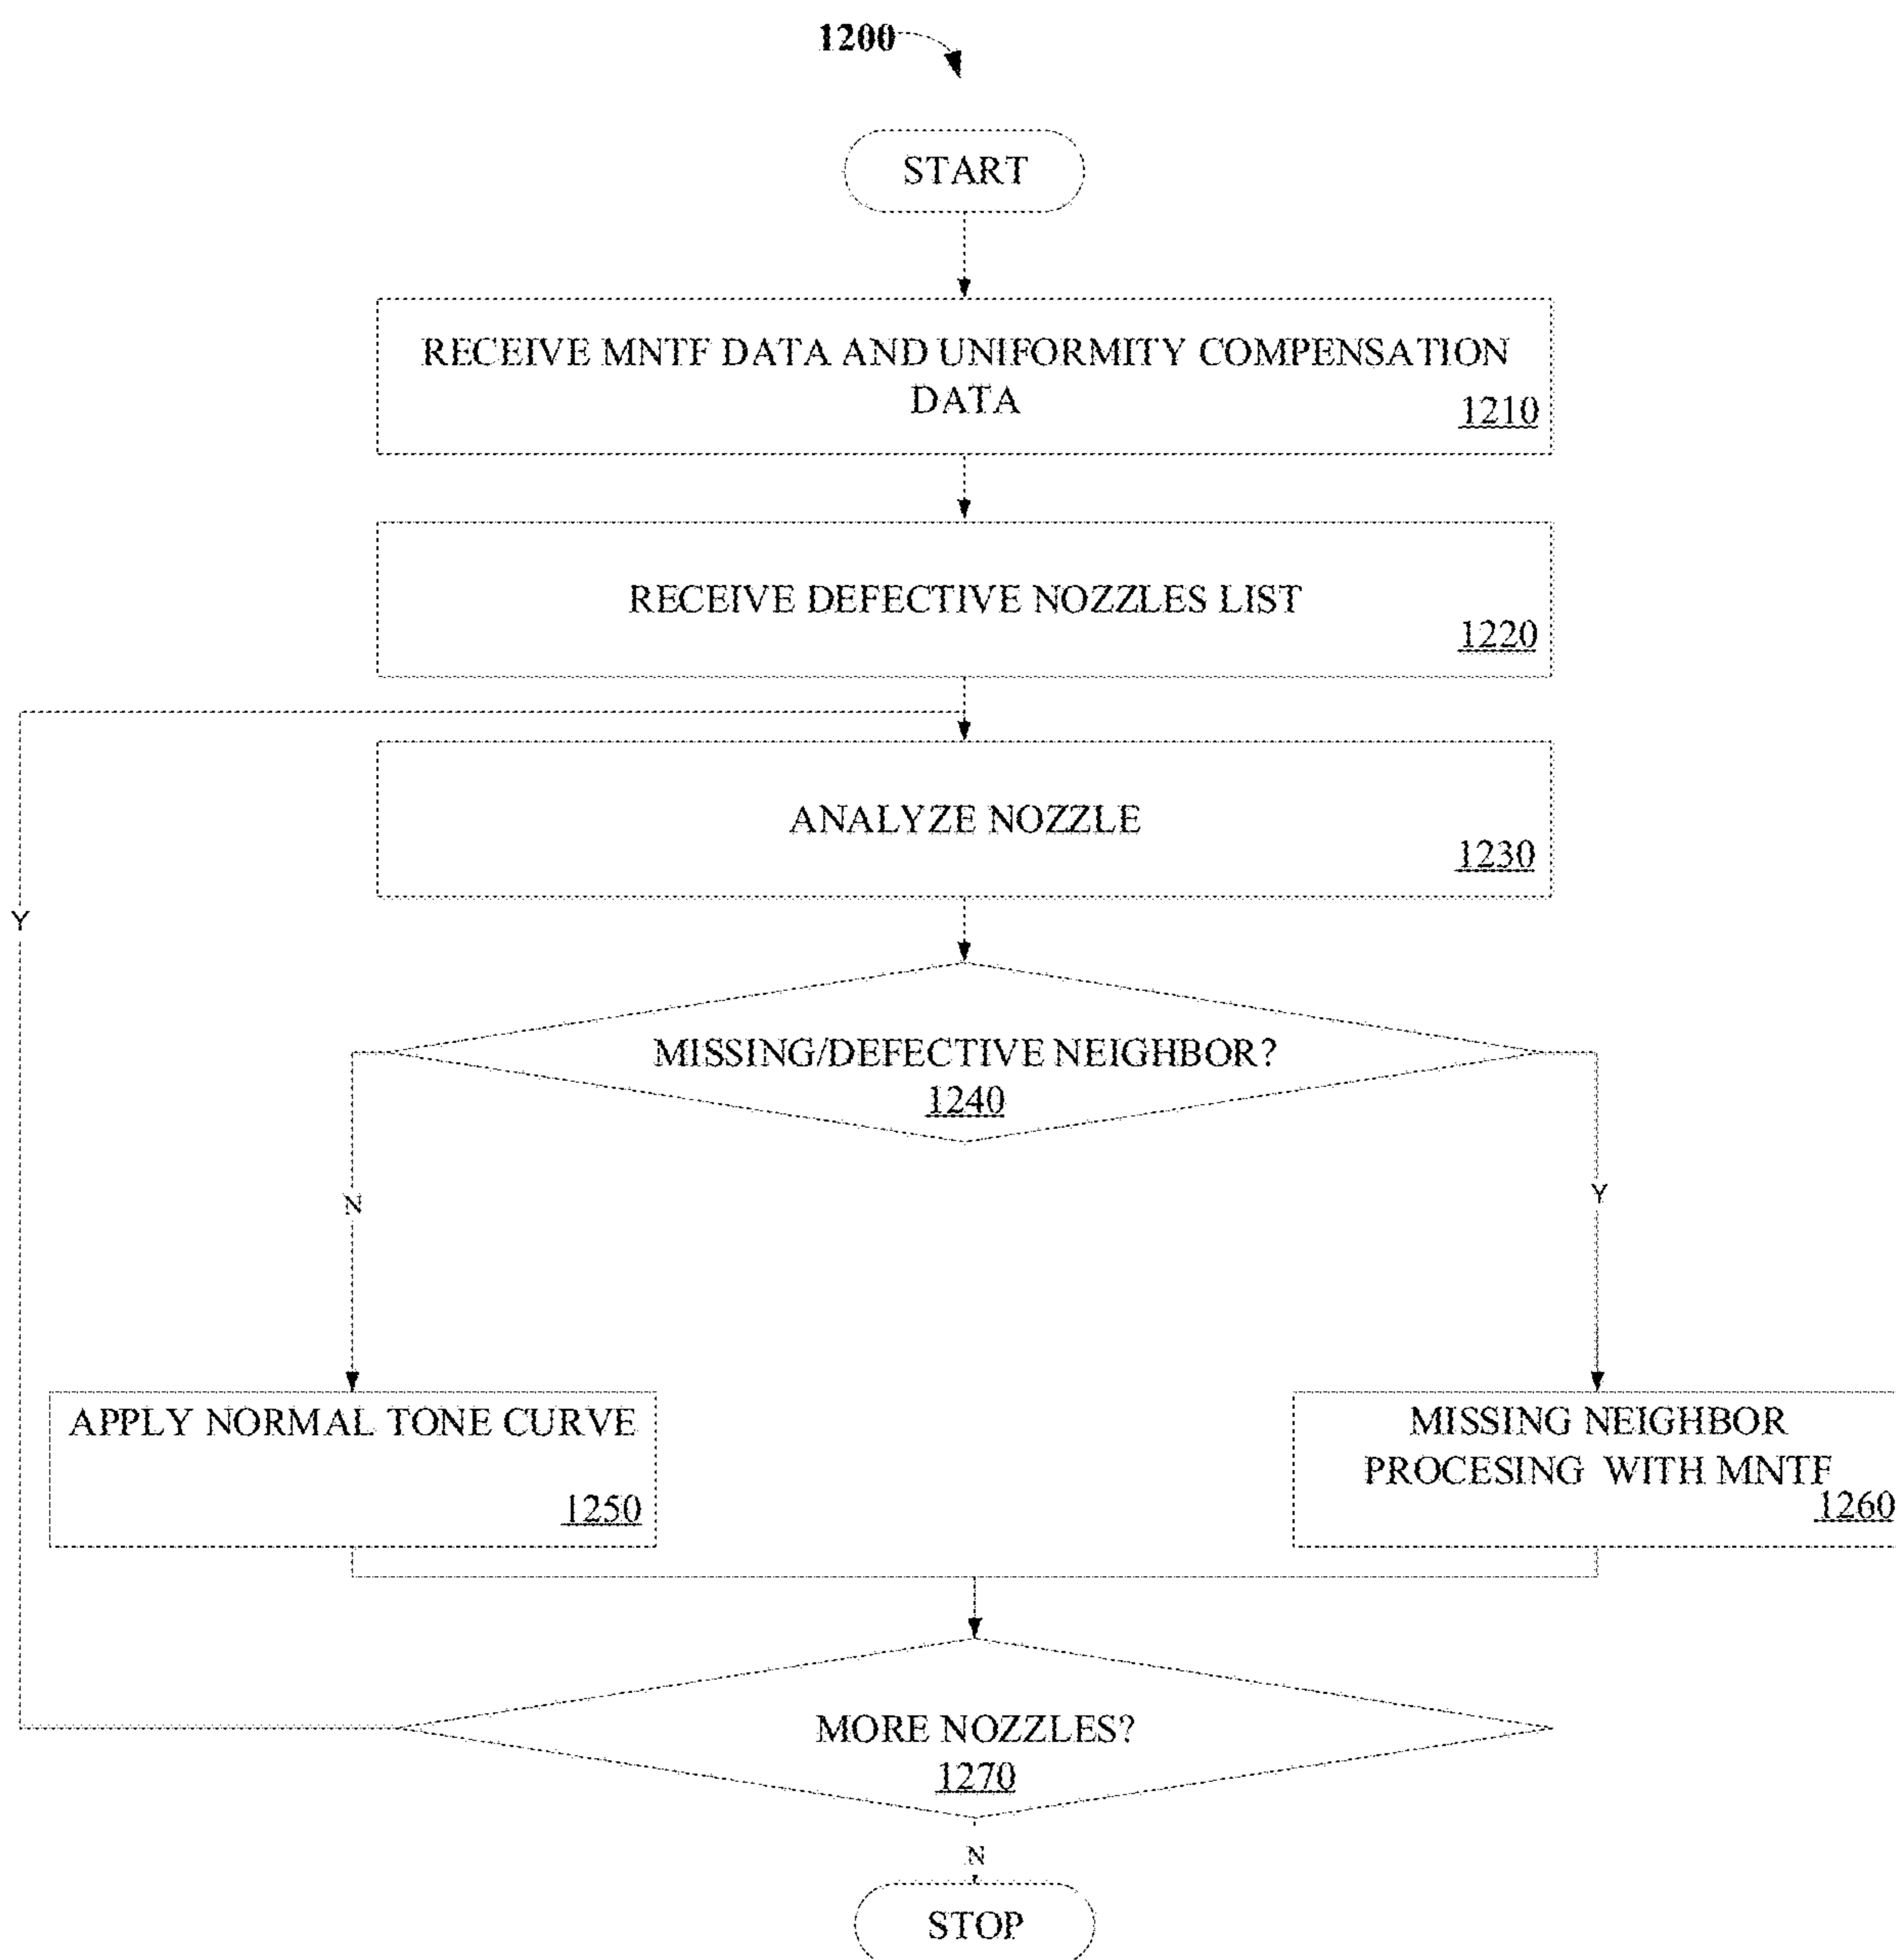 1200
START
RECEIVE MNTF DATA AND UNIFORMITY COMPENSATION
DATA
1210
RECEIVE DEFECTIVE NOZZLES LIST
1220
ANALYZE NOZZLE
1230
Y
MISSING/DEFECTIVE NEIGHBOR?
1240
N
Y
APPLY NORMAL TONE CURVE
1250
MISSING NEIGHBOR
PROCESING WITH MNTF
1260
MORE NOZZLES?
1270
N
STOP